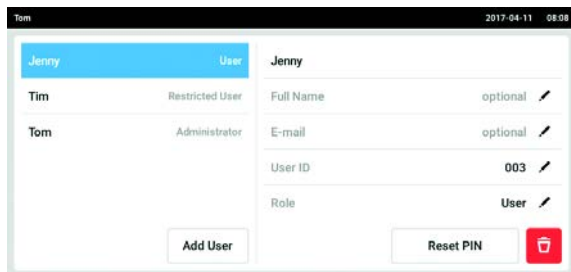 Tom 2017-04-11 08:08
Jenny User
Tim Restricted User
Tom Administrator
Add User
Jenny
Full Name optional
E-mail optional
User ID 003
Role User
Reset PIN